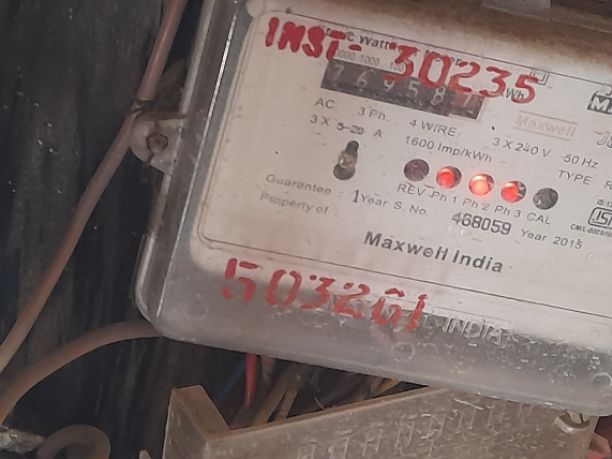 INST- 30235
769587
kWh
Maxwell
AC. 3 Ph. 4 WIRE 3 X 240 V 50 Hz
3 X 5-20 A 1600 Imp/kWh TYPE
REV Ph 1 Ph 2 Ph 3 CAL
Guarantee 1 Year S. No. 468059 Year 2015
Property of
Maxwell India
503261
INDIA